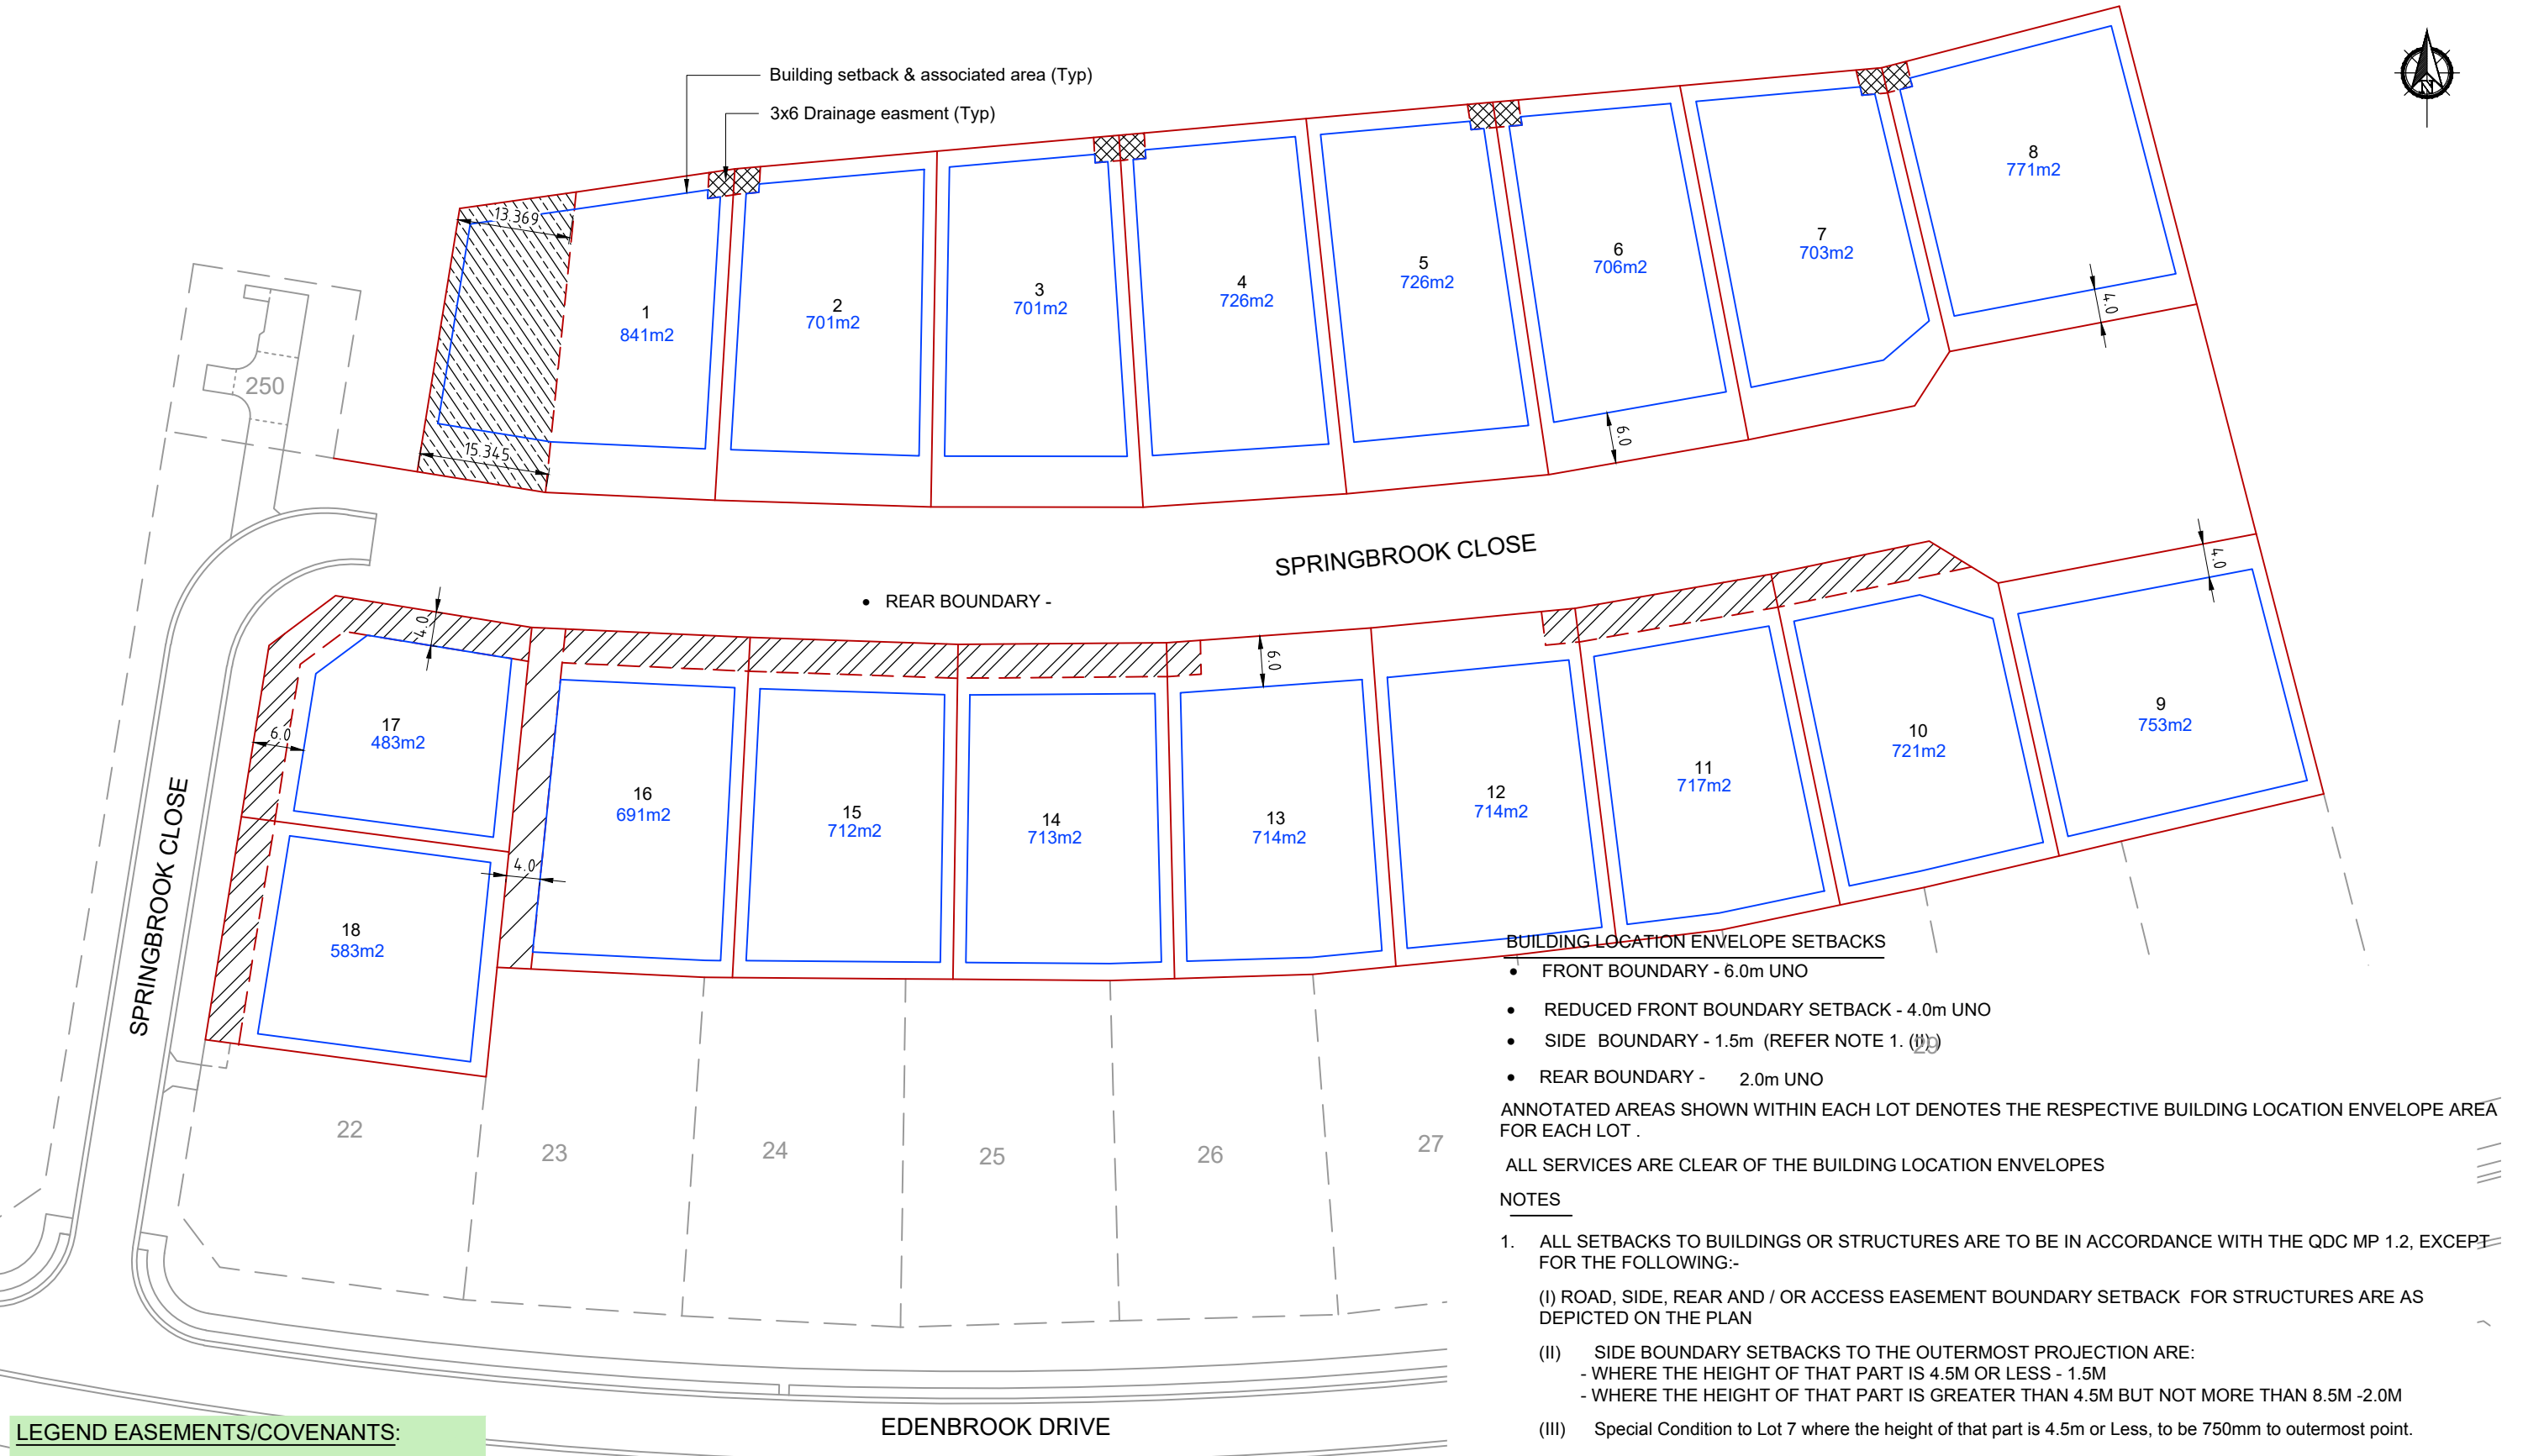 Building setback & associated area (Typ)
3x6 Drainage easment (Typ)
N
13.369
15.345
1
841m2
2
701m2
3
701m2
4
726m2
5
726m2
6
706m2
7
703m2
8
771m2
4.0
6.0
250
SPRINGBROOK CLOSE
REAR BOUNDARY -
4.0
4.0
6.0
6.0
17
483m2
16
691m2
15
712m2
14
713m2
13
714m2
12
714m2
11
717m2
10
721m2
9
753m2
4.0
18
583m2
SPRINGBROOK CLOSE
22
23
24
25
26
27
29
BUILDING LOCATION ENVELOPE SETBACKS
• FRONT BOUNDARY - 6.0m UNO
• REDUCED FRONT BOUNDARY SETBACK - 4.0m UNO
• SIDE BOUNDARY - 1.5m (REFER NOTE 1. (II))
• REAR BOUNDARY - 2.0m UNO
ANNOTATED AREAS SHOWN WITHIN EACH LOT DENOTES THE RESPECTIVE BUILDING LOCATION ENVELOPE AREA
FOR EACH LOT .
ALL SERVICES ARE CLEAR OF THE BUILDING LOCATION ENVELOPES
NOTES
1. ALL SETBACKS TO BUILDINGS OR STRUCTURES ARE TO BE IN ACCORDANCE WITH THE QDC MP 1.2, EXCEPT
FOR THE FOLLOWING:-
(I) ROAD, SIDE, REAR AND / OR ACCESS EASEMENT BOUNDARY SETBACK FOR STRUCTURES ARE AS
DEPICTED ON THE PLAN
(II) SIDE BOUNDARY SETBACKS TO THE OUTERMOST PROJECTION ARE:
- WHERE THE HEIGHT OF THAT PART IS 4.5M OR LESS - 1.5M
- WHERE THE HEIGHT OF THAT PART IS GREATER THAN 4.5M BUT NOT MORE THAN 8.5M -2.0M
(III) Special Condition to Lot 7 where the height of that part is 4.5m or Less, to be 750mm to outermost point.
EDENBROOK DRIVE
LEGEND EASEMENTS/COVENANTS: